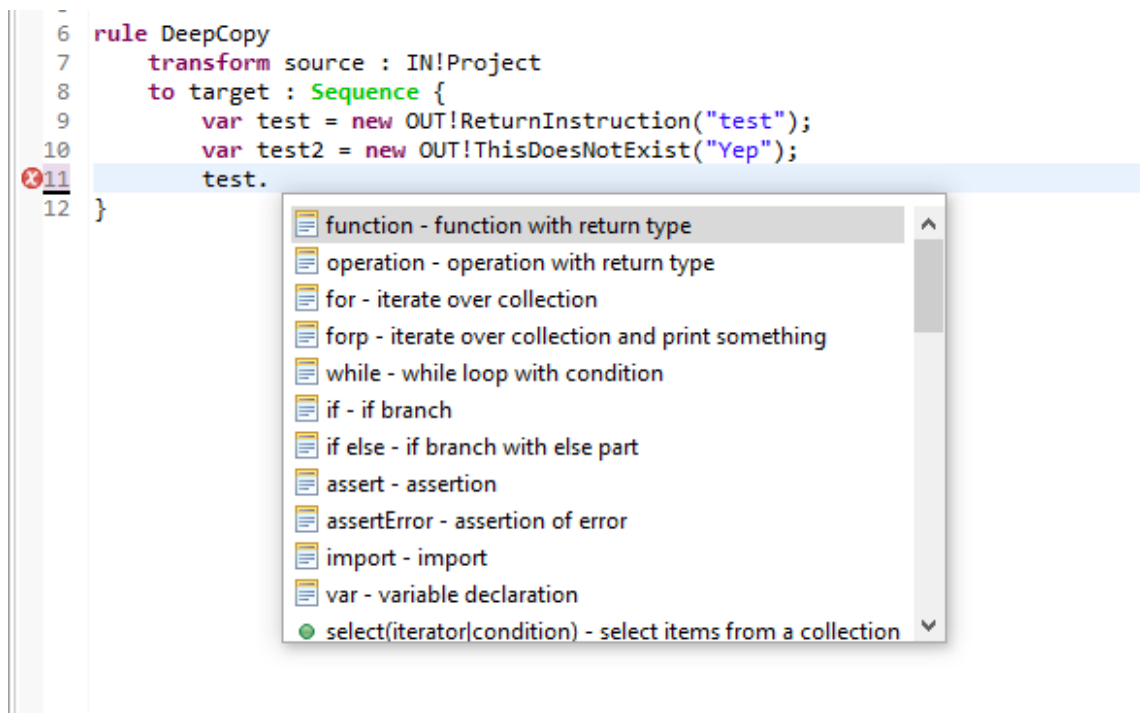 6 rule DeepCopy
7 transform source : IN!Project
8 to target : Sequence {
9 var test = new OUT!ReturnInstruction("test");
10 var test2 = new OUT!ThisDoesNotExist("Yep");
11 test.
12 }
function - function with return type
operation - operation with return type
for - iterate over collection
forp - iterate over collection and print something
while - while loop with condition
if - if branch
if else - if branch with else part
assert - assertion
assertError - assertion of error
import - import
var - variable declaration
select(iterator|condition) - select items from a collection